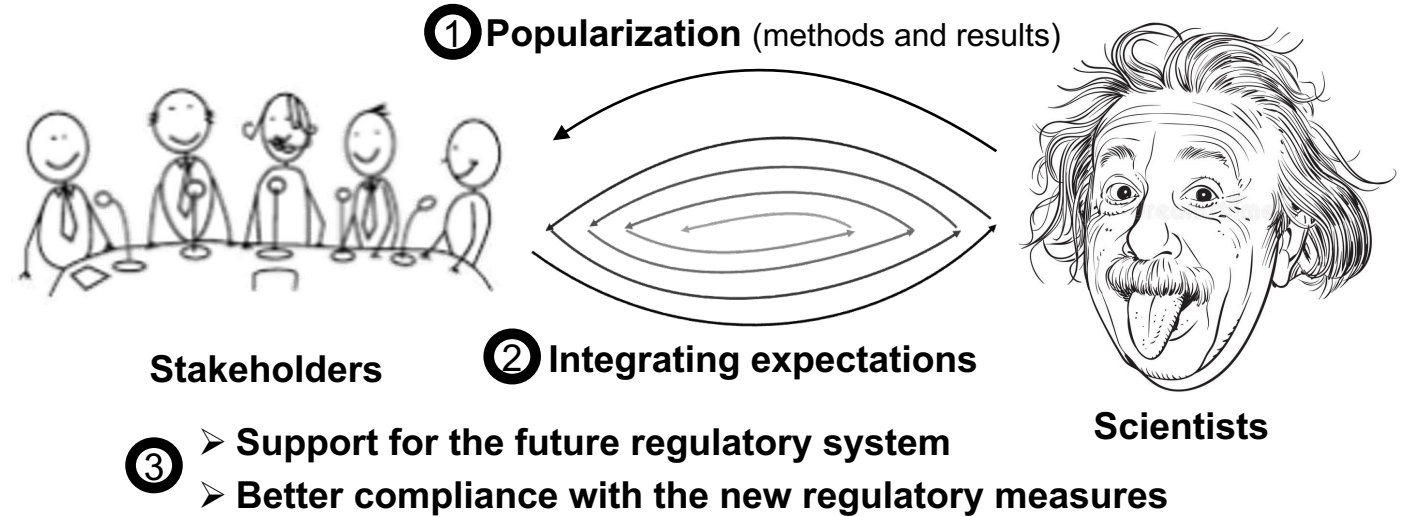 1 Popularization (methods and results)
Stakeholders
2 Integrating expectations
Scientists
3
➢ Support for the future regulatory system
➢ Better compliance with the new regulatory measures